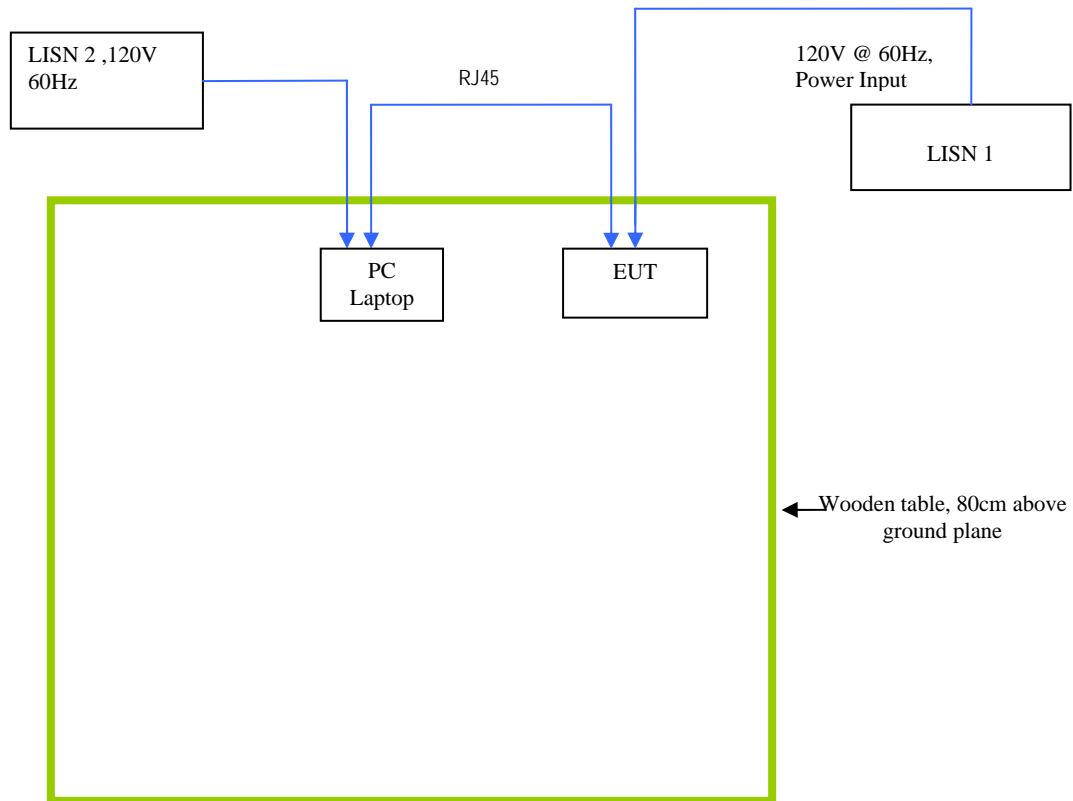 LISN 2 ,120V
60Hz
RJ45
120V @ 60Hz,
Power Input
LISN 1
PC
Laptop
EUT
Wooden table, 80cm above
ground plane